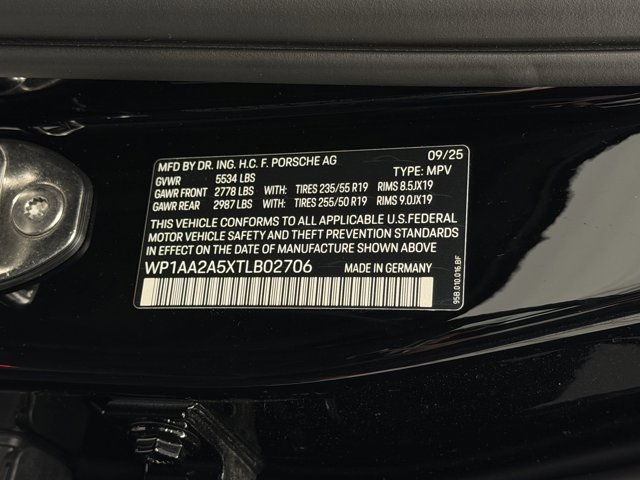 MFD BY DR. ING. H.C. F. PORSCHE AG 09/25
GVWR 5534 LBS TYPE: MPV
GAWR FRONT 2778 LBS WITH: TIRES 235/55 R19 RIMS 8.5JX19
GAWR REAR 2987 LBS WITH: TIRES 255/50 R19 RIMS 9.0JX19
THIS VEHICLE CONFORMS TO ALL APPLICABLE U.S.FEDERAL
MOTOR VEHICLE SAFETY AND THEFT PREVENTION STANDARDS
IN EFFECT ON THE DATE OF MANUFACTURE SHOWN ABOVE
WP1AA2A5XTLB02706 MADE IN GERMANY
95B.010.016.BF